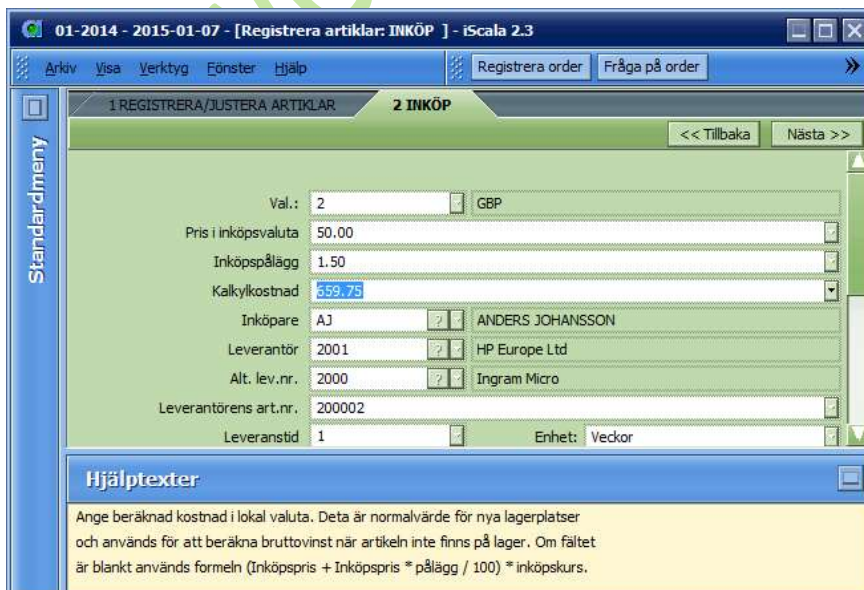 01-2014 - 2015-01-07 - [Registrera artiklar: INKÖP ] - iScala 2.3
Arkiv Visa Verktyg Fönster Hjälp Registrera order Fråga på order »
1 REGISTRERA/JUSTERA ARTIKLAR 2 INKÖP
<< Tillbaka Nästa >>
Standardmeny
Val.: 2 GBP
Pris i inköpsvaluta 50.00
Inköpspålägg 1.50
Kalkylkostnad 659.75
Inköpare AJ ? ANDERS JOHANSSON
Leverantör 2001 ? HP Europe Ltd
Alt. lev.nr. 2000 ? Ingram Micro
Leverantörens art.nr. 200002
Leveranstid 1 Enhet: Veckor
Hjälptexter
Ange beräknad kostnad i lokal valuta. Deta är normalvärde för nya lagerplatser
och används för att beräkna bruttovinst när artikeln inte finns på lager. Om fältet
är blankt används formeln (Inköpspris + Inköpspris * pålägg / 100) * inköpskurs.